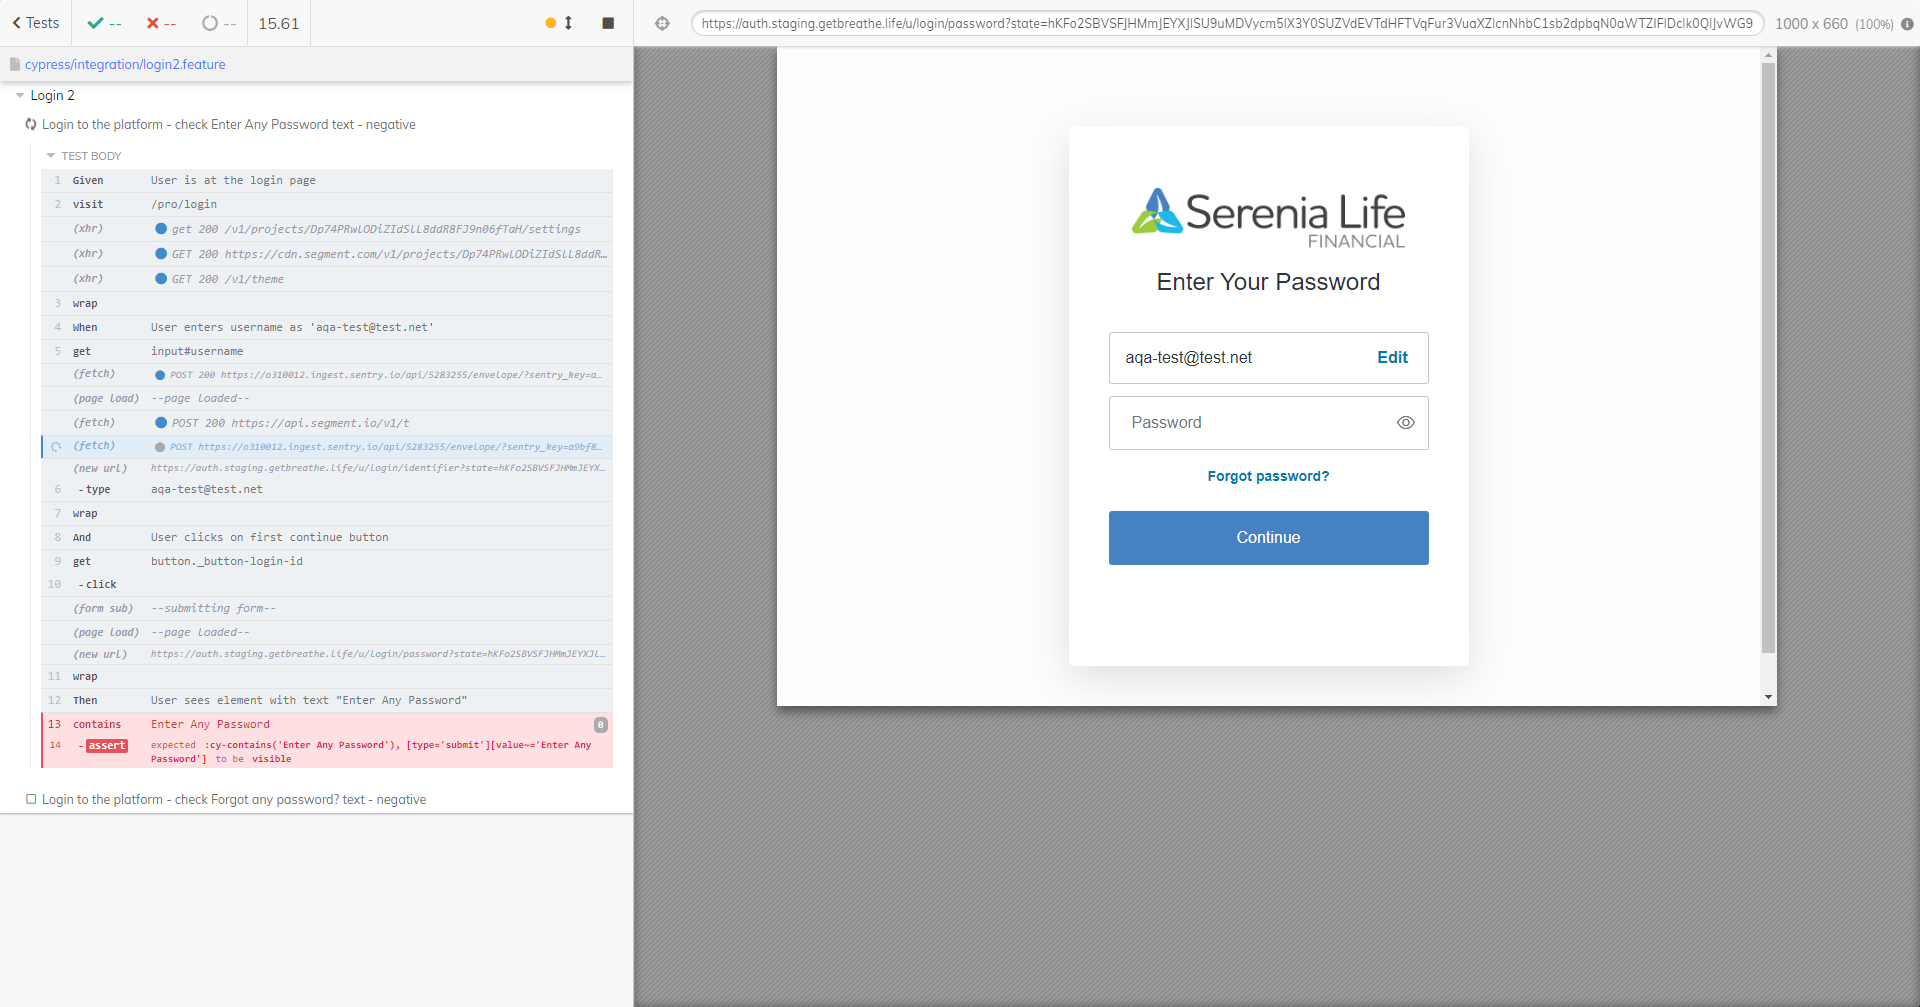 Tests -- -- -- 15.61
cypress/integration/login2.feature
Login 2
Login to the platform - check Enter Any Password text - negative
TEST BODY
1 Given User is at the login page
2 visit /pro/login
(xhr) get 200 /v1/projects/Dp74PRwlODiZIdSlL8ddR8FJ9n06fTaH/settings
(xhr) GET 200 https://cdn.segment.com/v1/projects/Dp74PRwlODiZIdSlL8ddR…
(xhr) GET 200 /v1/theme
3 wrap
4 When User enters username as 'aqa-test@test.net'
5 get input#username
(fetch) POST 200 https://o310012.ingest.sentry.io/api/5283255/envelope/?sentry_key=a…
(page load) --page loaded--
(fetch) POST 200 https://api.segment.io/v1/t
(fetch) POST https://o310012.ingest.sentry.io/api/5283255/envelope/?sentry_key=a9bf8…
(new url) https://auth.staging.getbreathe.life/u/login/identifier?state=hKFo2SBVSFJHMmJEYX…
6 -type aqa-test@test.net
7 wrap
8 And User clicks on first continue button
9 get button._button-login-id
10 -click
(form sub) --submitting form--
(page load) --page loaded--
(new url) https://auth.staging.getbreathe.life/u/login/password?state=hKFo2SBVSFJHMmJEYXJl…
11 wrap
12 Then User sees element with text "Enter Any Password"
13 contains Enter Any Password 0
14 -assert expected :cy-contains('Enter Any Password'), [type='submit'][value~='Enter Any
Password'] to be visible
Login to the platform - check Forgot any password? text - negative
https://auth.staging.getbreathe.life/u/login/password?state=hKFo2SBVSFJHMmJEYXJlSU9uMDVycm5lX3Y0SUZVdEVTdHFTVqFur3VuaXZlcnNhbC1sb2dpbqN0aWTZIFlDclk0QlJvWG9
1000 x 660 (100%)
Serenia Life
FINANCIAL
Enter Your Password
aqa-test@test.net Edit
Password
Forgot password?
Continue